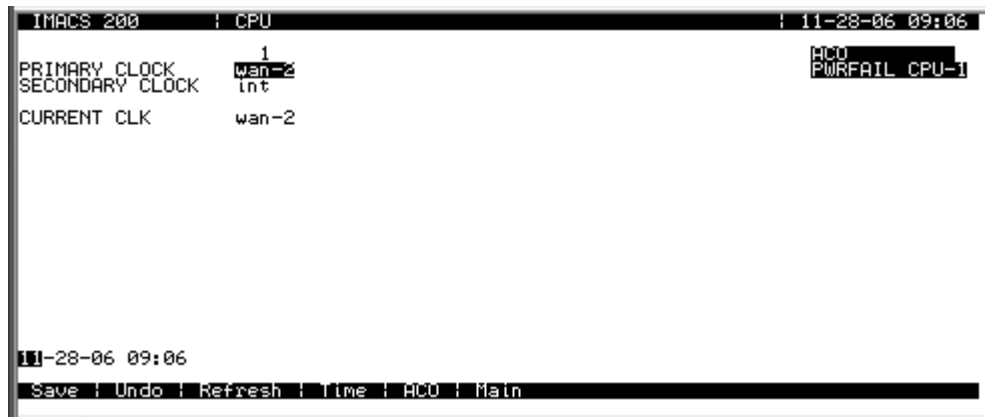 IMACS 200 ¦ CPU ¦ 11-28-06 09:06
1 ACO
PRIMARY CLOCK wan-2 PWRFAIL CPU-1
SECONDARY CLOCK int
CURRENT CLK wan-2
11-28-06 09:06
Save ¦ Undo ¦ Refresh ¦ Time ¦ ACO ¦ Main